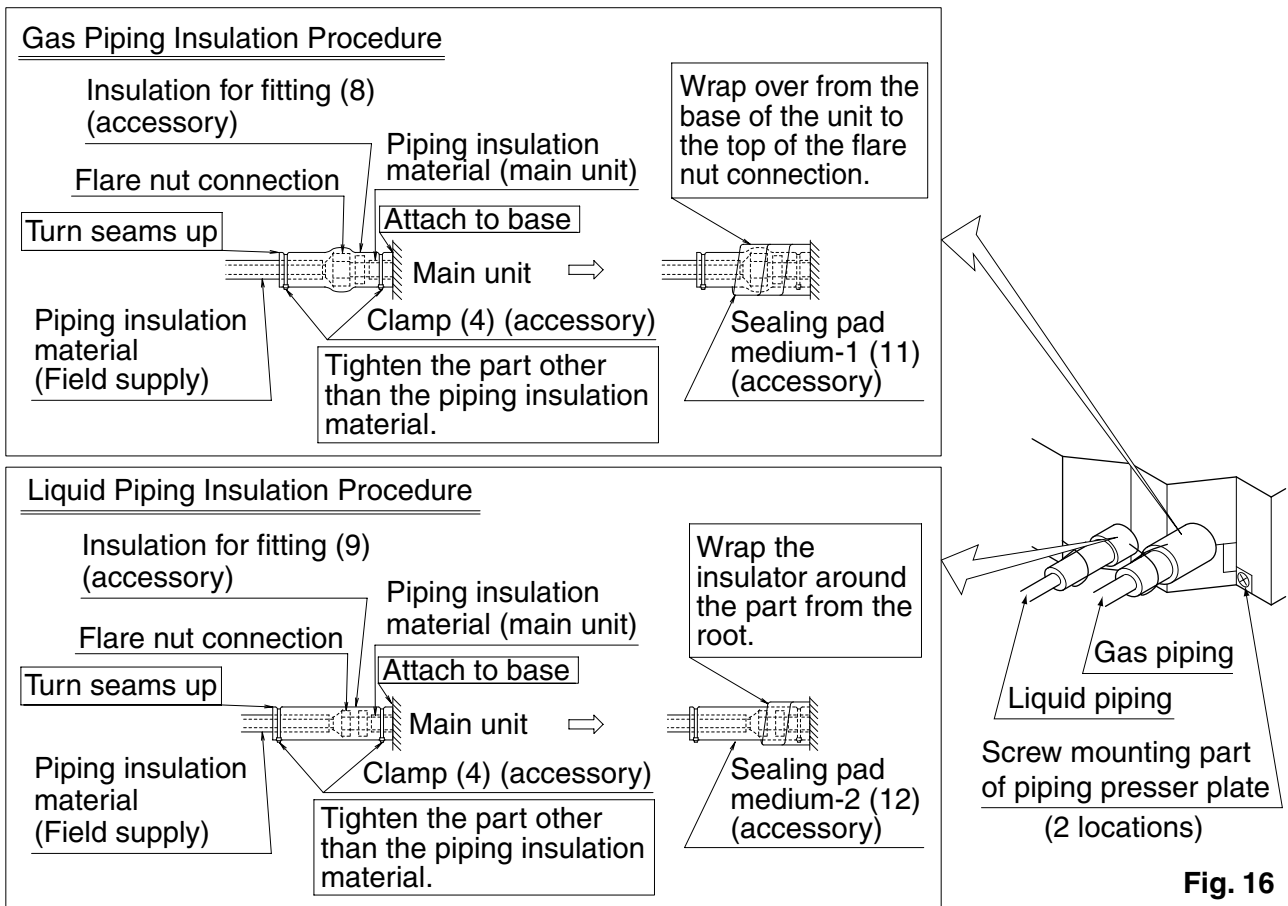 Gas Piping Insulation Procedure
Insulation for fitting (8)
(accessory)
Piping insulation
material (main unit)
Flare nut connection
Turn seams up
Attach to base
Main unit
Piping insulation
material
(Field supply)
Clamp (4) (accessory)
Tighten the part other
than the piping insulation
material.
Wrap over from the
base of the unit to
the top of the flare
nut connection.
Sealing pad
medium-1 (11)
(accessory)
Liquid Piping Insulation Procedure
Insulation for fitting (9)
(accessory)
Piping insulation
material (main unit)
Flare nut connection
Turn seams up
Attach to base
Main unit
Piping insulation
material
(Field supply)
Clamp (4) (accessory)
Tighten the part other
than the piping insulation
material.
Wrap the
insulator around
the part from the
root.
Sealing pad
medium-2 (12)
(accessory)
Gas piping
Liquid piping
Screw mounting part
of piping presser plate
(2 locations)
Fig. 16